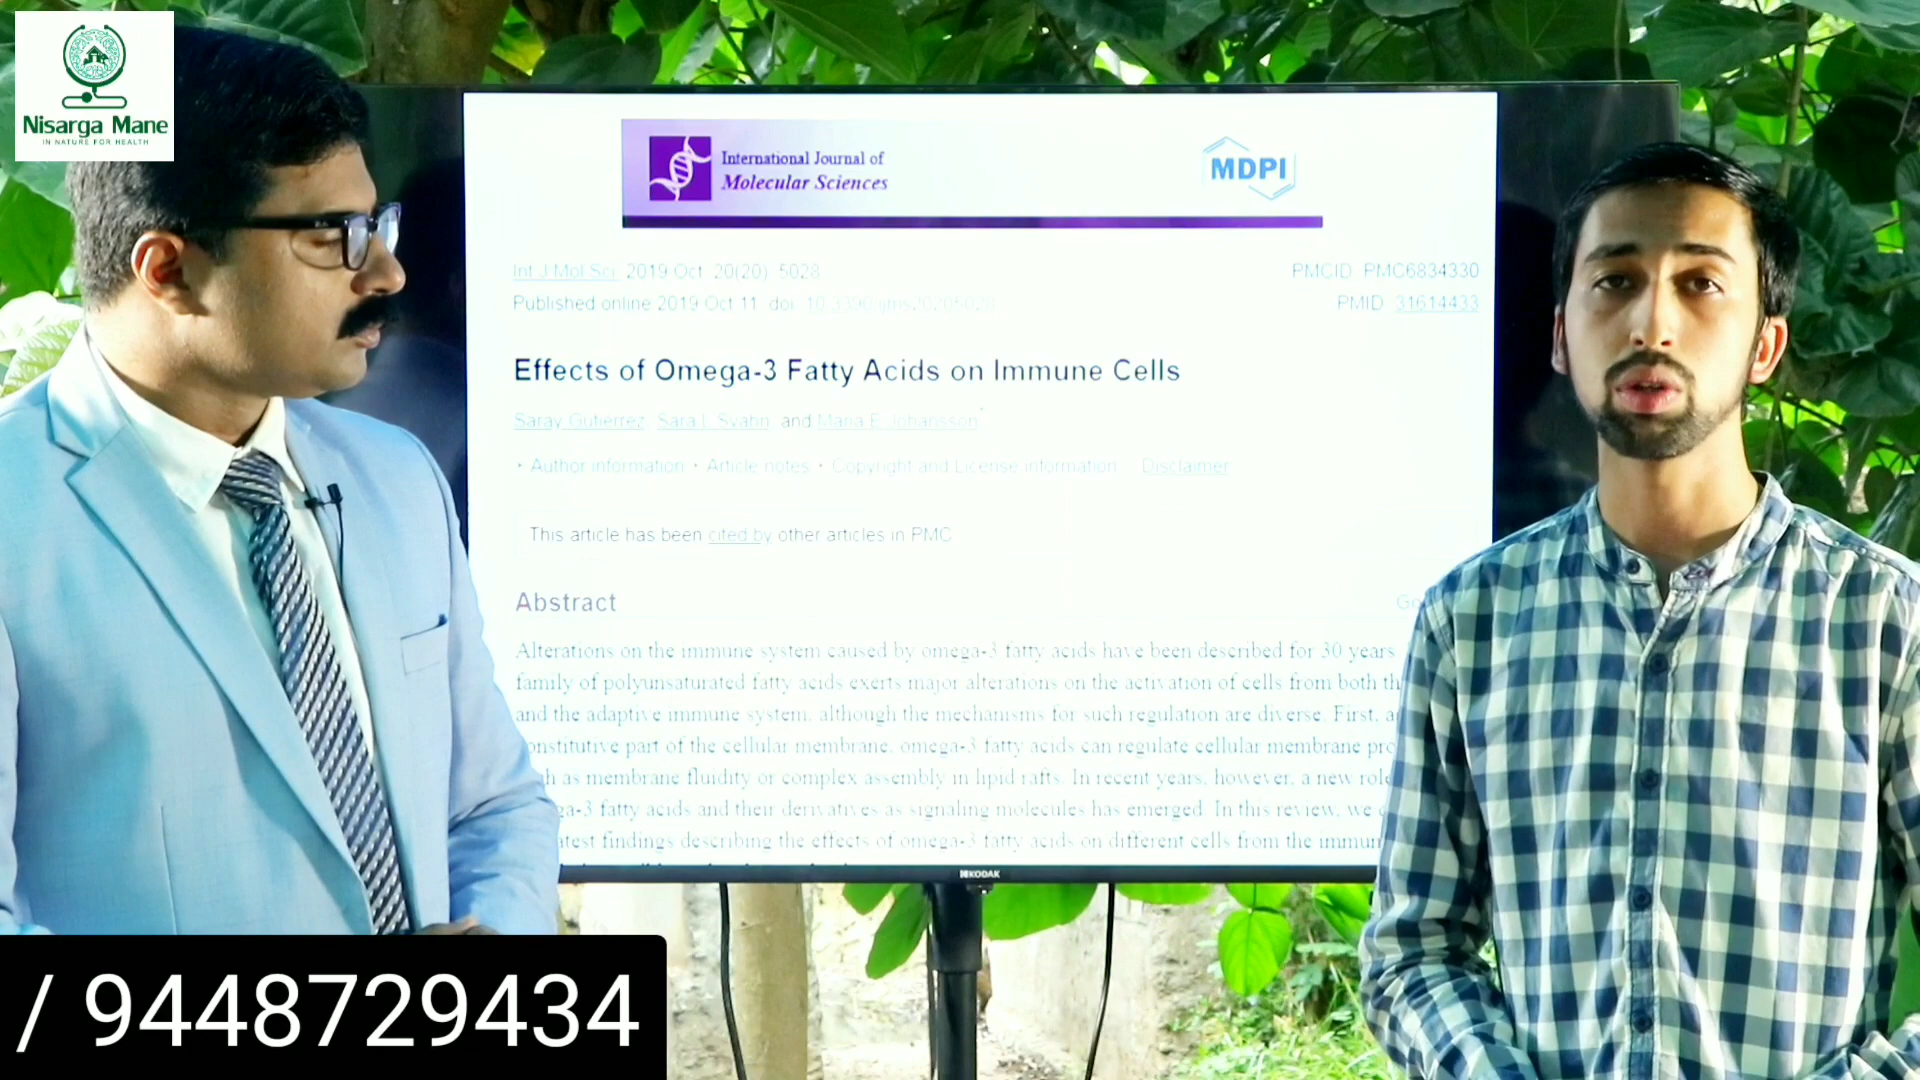 Nisarga Mane
IN NATURE FOR HEALTH
International Journal of
Molecular Sciences
MDPI
Int J Mol Sci. 2019 Oct 20(20) 5028
PMCID PMC6834330
Published online 2019 Oct 11 doi
PMID 31614433
Effects of Omega-3 Fatty Acids on Immune Cells
Saray Gutierrez, Sara L Svahn, and Maria E Johansson
• Author information • Article notes • Copyright and License information Disclaimer
This article has been cited by other articles in PMC
Abstract
Go
Alterations on the immune system caused by omega-3 fatty acids have been described for 30 years
family of polyunsaturated fatty acids exerts major alterations on the activation of cells from both th
and the adaptive immune system, although the mechanisms for such regulation are diverse. First, a
onstitutive part of the cellular membrane, omega-3 fatty acids can regulate cellular membrane pro
h as membrane fluidity or complex assembly in lipid rafts. In recent years, however, a new role
ga-3 fatty acids and their derivatives as signaling molecules has emerged. In this review, we
atest findings describing the effects of omega-3 fatty acids on different cells from the immun
KODAK
/ 9448729434